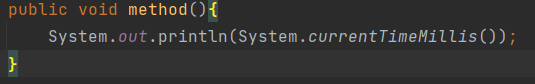 public void method(){
    System.out.println(System.currentTimeMillis());
}